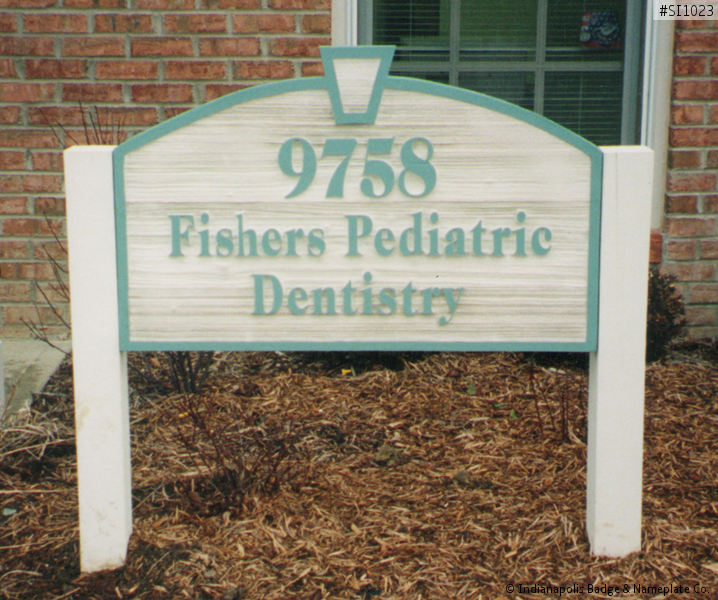 #SI1023
9758
Fishers Pediatric
Dentistry
© Indianapolis Badge & Nameplate Co.